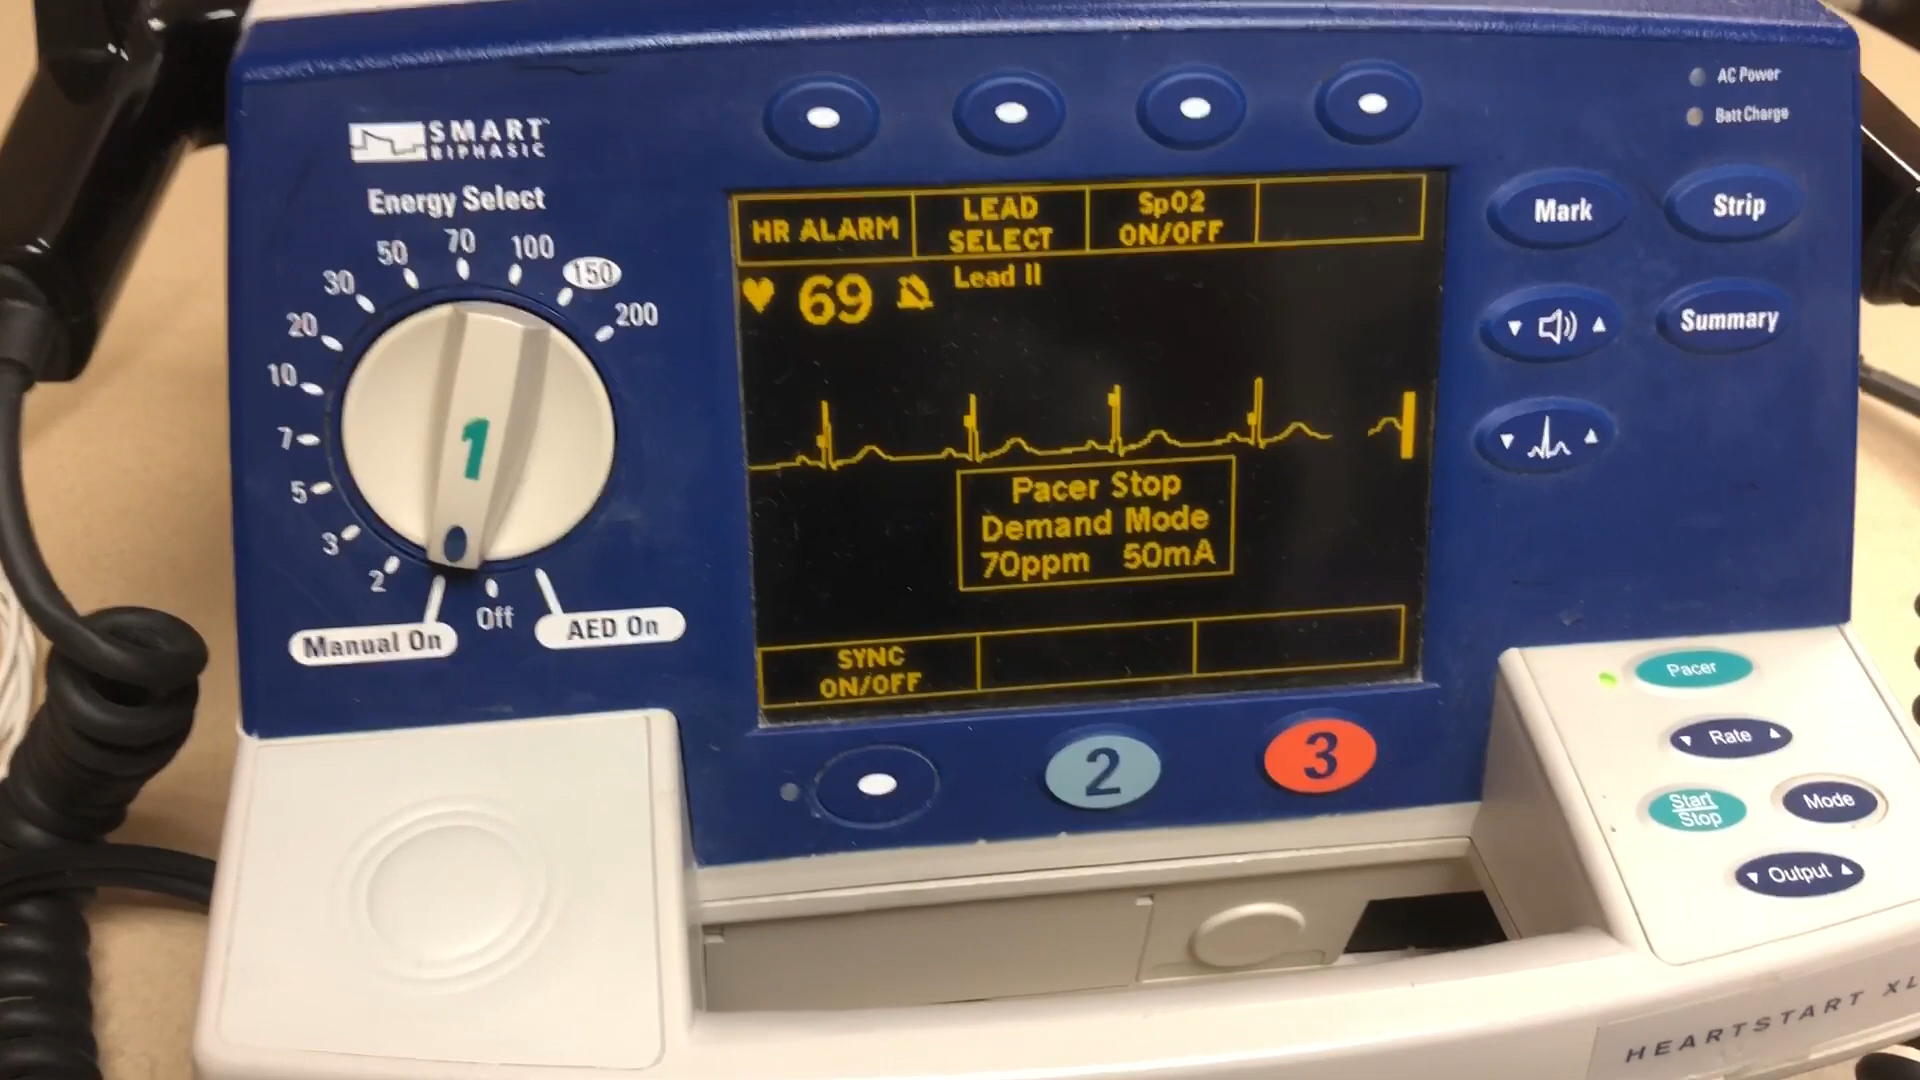 SMART
BIPHASIC
Energy Select
2
3
5
7
10
20
30
50
70
100
150
200
1
Manual On
Off
AED On
HR ALARM
LEAD
SELECT
SpO2
ON/OFF
69
Lead II
Pacer Stop
Demand Mode
70ppm 50mA
SYNC
ON/OFF
2
3
AC Power
Batt Charge
Mark
Strip
Summary
Pacer
Rate
Start
Stop
Mode
Output
HEARTSTART XL